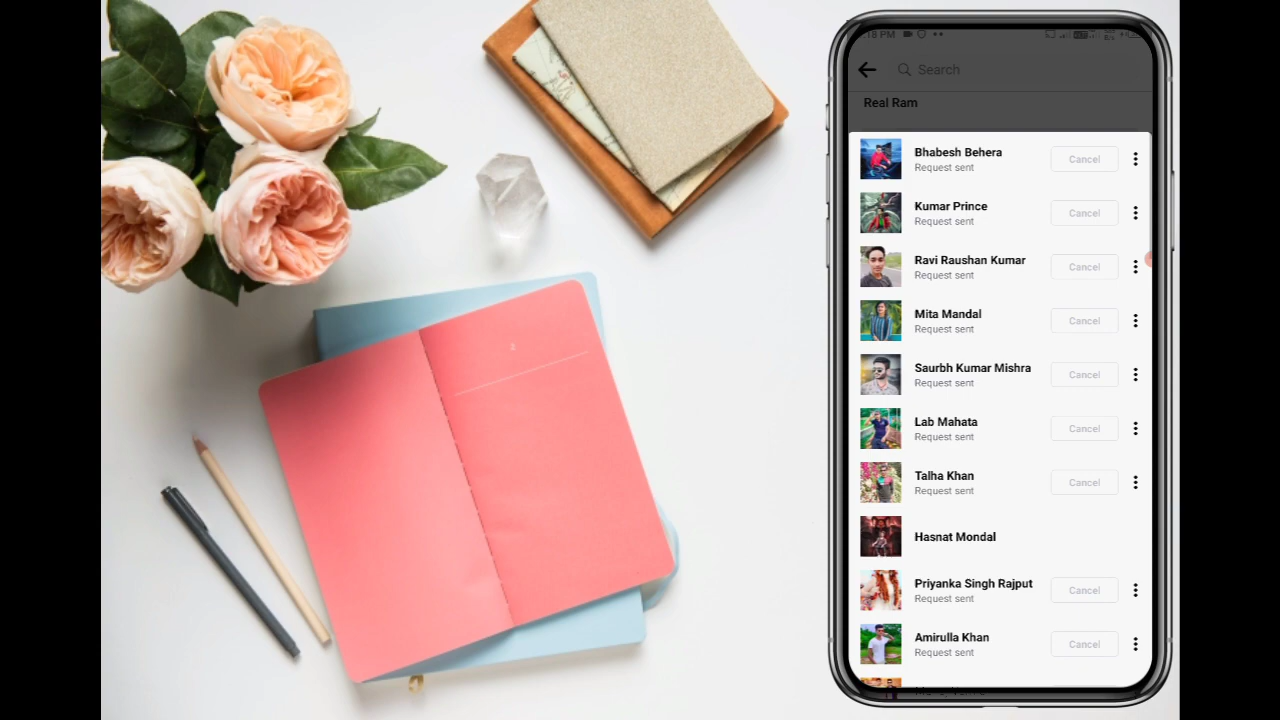 :18 PM
Search
Real Ram
Bhabesh Behera
Request sent
Cancel
Kumar Prince
Request sent
Cancel
Ravi Raushan Kumar
Request sent
Cancel
Mita Mandal
Request sent
Cancel
Saurbh Kumar Mishra
Request sent
Cancel
Lab Mahata
Request sent
Cancel
Talha Khan
Request sent
Cancel
Hasnat Mondal
Priyanka Singh Rajput
Request sent
Cancel
Amirulla Khan
Request sent
Cancel